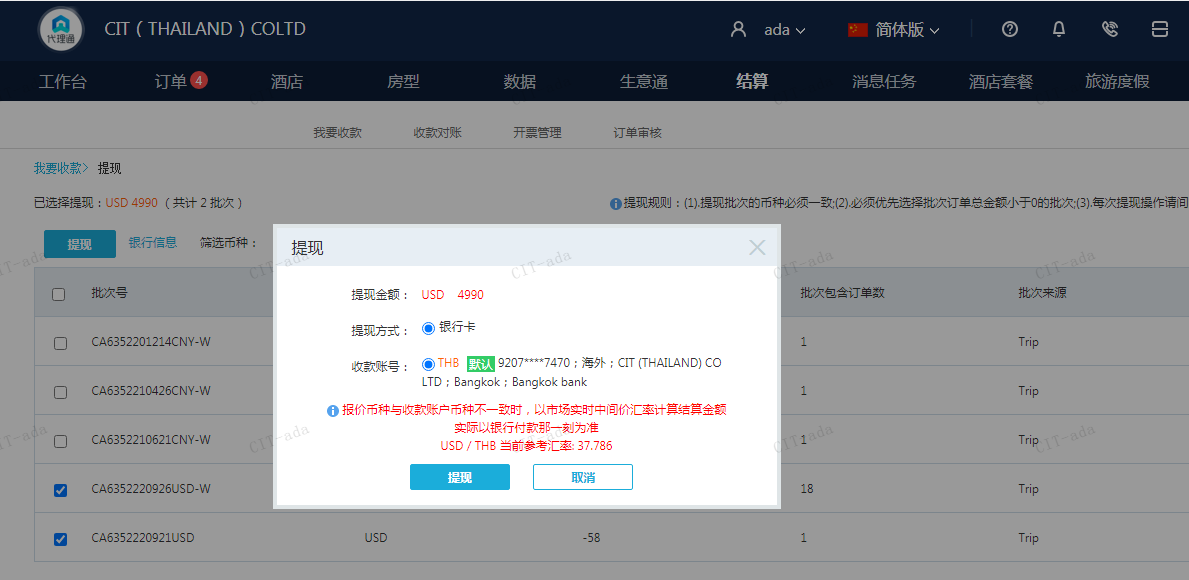 代理通
CIT（THAILAND）COLTD
ada
简体版
工作台
订单 4
酒店
房型
数据
生意通
结算
消息任务
酒店套餐
旅游度假
我要收款
收款对账
开票管理
订单审核
我要收款> 提现
已选择提现：USD 4990 （共计 2 批次）
提现规则：(1).提现批次的币种必须一致;(2).必须优先选择批次订单总金额小于0的批次;(3).每次提现操作请间
提现
银行信息
筛选币种：
批次号
批次包含订单数
批次来源
CA6352201214CNY-W
1
Trip
CA6352210426CNY-W
1
Trip
CA6352210621CNY-W
1
Trip
CA6352220926USD-W
18
Trip
CA6352220921USD
USD
-58
1
Trip
提现
提现金额： USD 4990
提现方式： 银行卡
收款账号： THB 默认 9207****7470；海外；CIT (THAILAND) CO
LTD；Bangkok；Bangkok bank
报价币种与收款账户币种不一致时，以市场实时中间价汇率计算结算金额
实际以银行付款那一刻为准
USD / THB 当前参考汇率: 37.786
提现
取消
CIT-ada
CIT-ada
CIT-ada
CIT-ada
CIT-ada
CIT-ada
CIT-ada